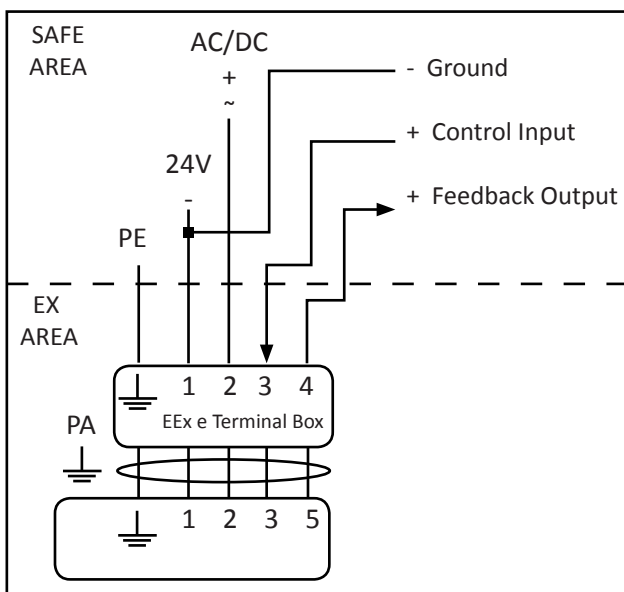 SAFE
AREA
AC/DC
+
~
- Ground
+ Control Input
24V
-
+ Feedback Output
PE
EX
AREA
1 2 3 4
EEx e Terminal Box
PA
1 2 3 5